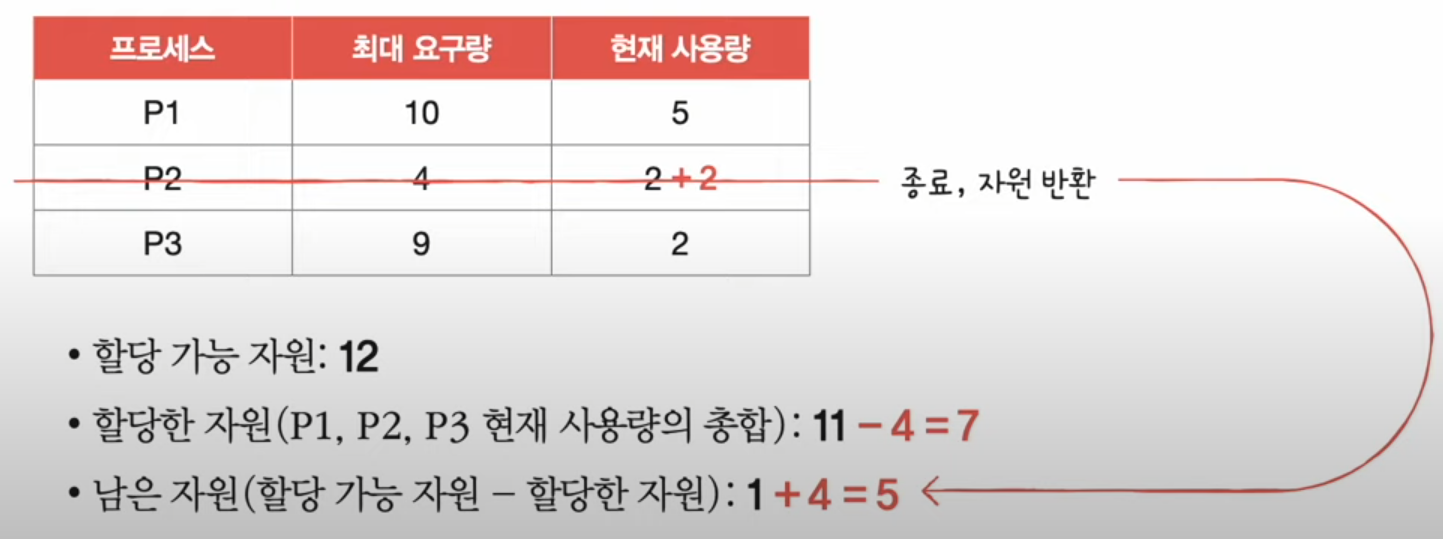 프로세스 최대 요구량 현재 사용량
P1 10 5
P2 4 2 + 2 종료, 자원 반환
P3 9 2
• 할당 가능 자원: 12
• 할당한 자원(P1, P2, P3 현재 사용량의 총합): 11 − 4 = 7
• 남은 자원(할당 가능 자원 − 할당한 자원): 1 + 4 = 5